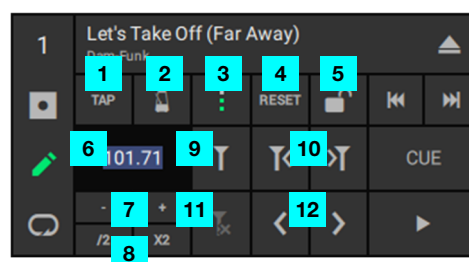 1
Let's Take Off (Far Away)
Dam-Funk
1 2 3 4 5
TAP RESET
6 101.71 9 10 CUE
- 7 + 11 12
/2 X2
8